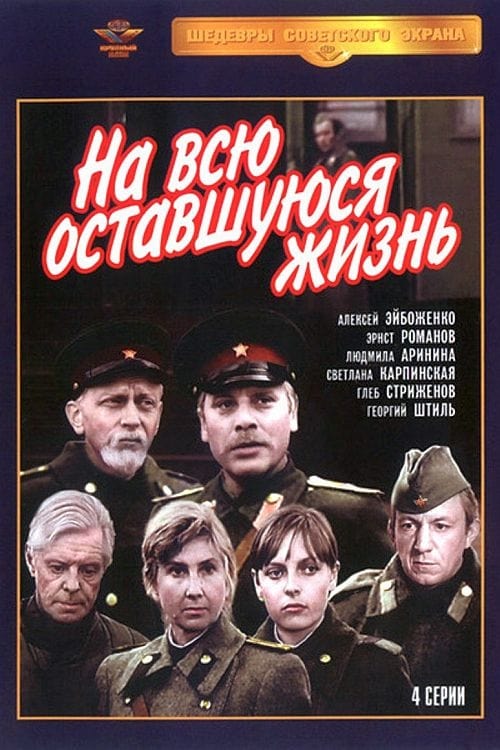 ШЕДЕВРЫ СОВЕТСКОГО ЭКРАНА
НА ВСЮ
ОСТАВШУЮСЯ
ЖИЗНЬ
АЛЕКСЕЙ ЭЙБОЖЕНКО
ЭРНСТ РОМАНОВ
ЛЮДМИЛА АРИНИНА
СВЕТЛАНА КАРПИНСКАЯ
ГЛЕБ СТРИЖЕНОВ
ГЕОРГИЙ ШТИЛЬ
4 СЕРИИ